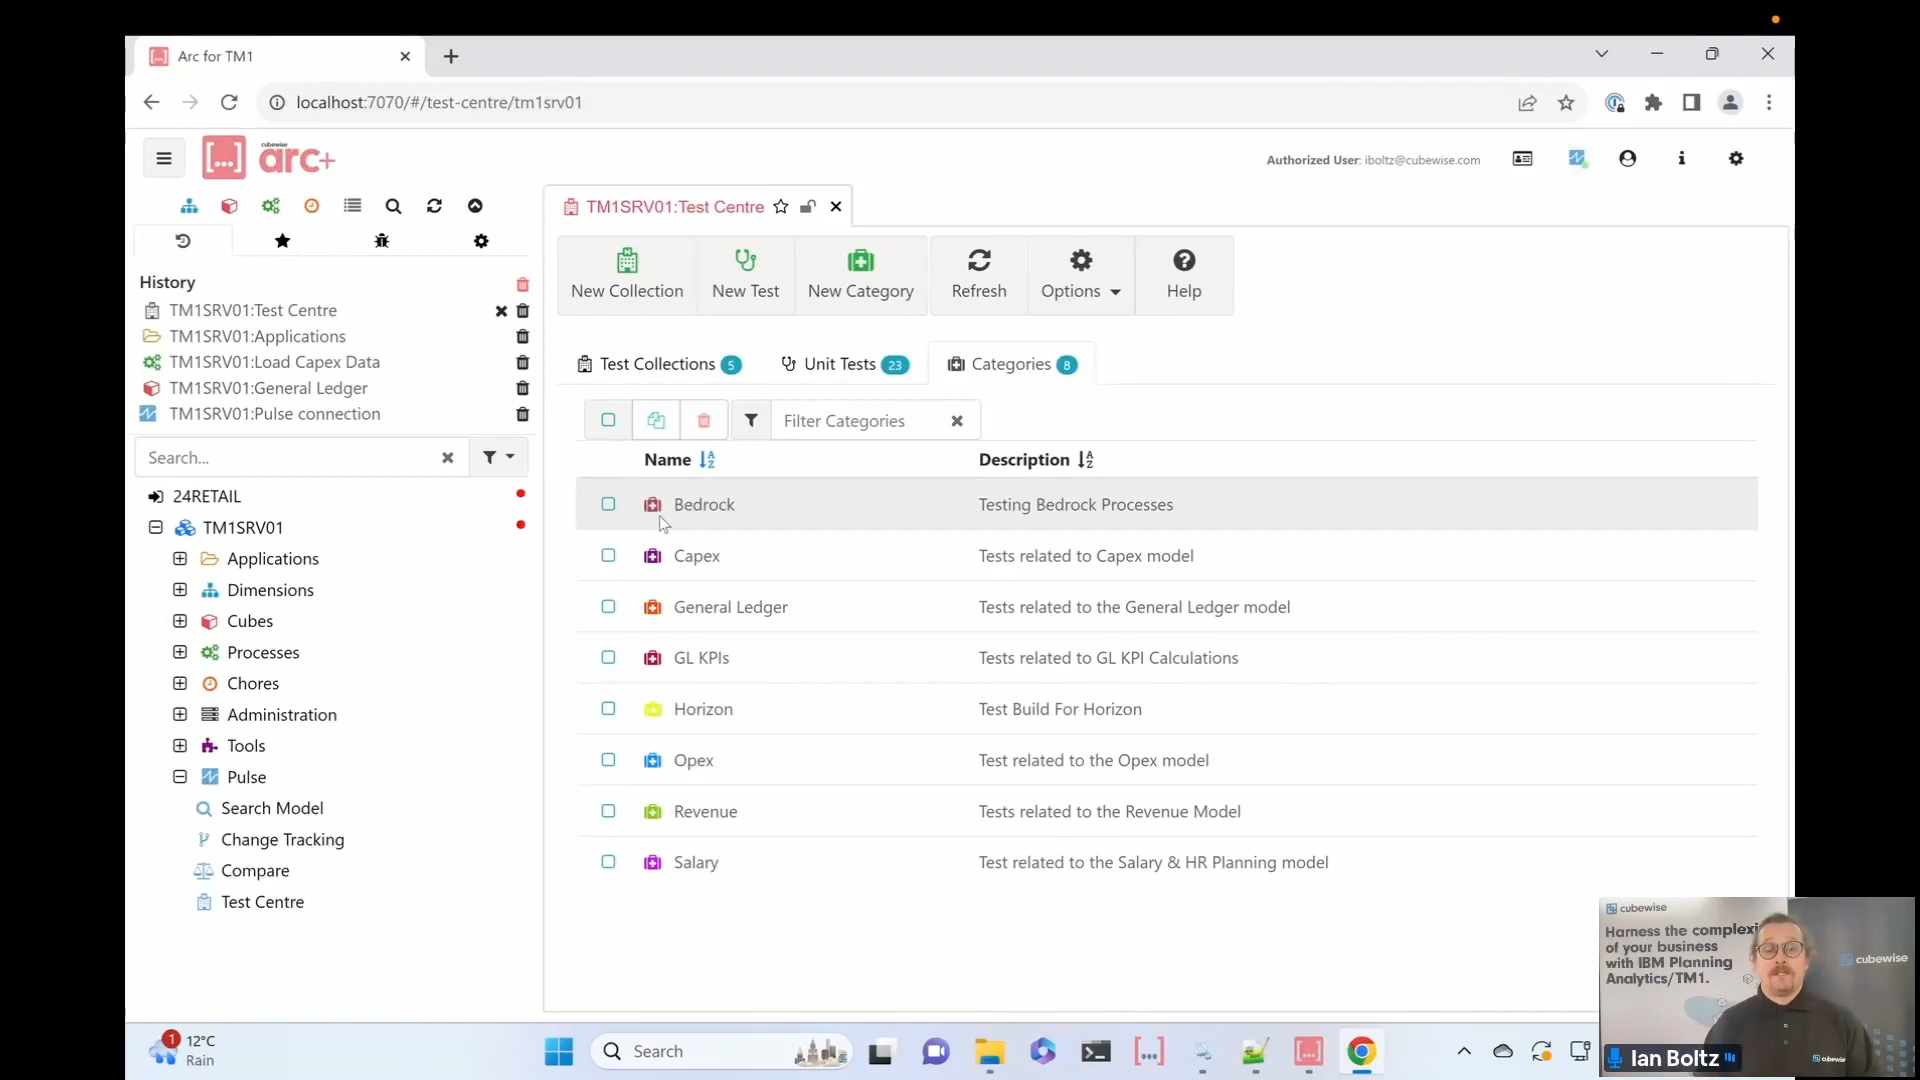 Arc for TM1
localhost:7070/#/test-centre/tm1srv01
cubewise
arc+
Authorized User: iboltz@cubewise.com
TM1SRV01:Test Centre
New Collection
New Test
New Category
Refresh
Options
Help
History
TM1SRV01:Test Centre
TM1SRV01:Applications
TM1SRV01:Load Capex Data
TM1SRV01:General Ledger
TM1SRV01:Pulse connection
Search...
24RETAIL
TM1SRV01
Applications
Dimensions
Cubes
Processes
Chores
Administration
Tools
Pulse
Search Model
Change Tracking
Compare
Test Centre
Test Collections 5
Unit Tests 23
Categories 8
Filter Categories
Name
Description
Bedrock
Testing Bedrock Processes
Capex
Tests related to Capex model
General Ledger
Tests related to the General Ledger model
GL KPIs
Tests related to GL KPI Calculations
Horizon
Test Build For Horizon
Opex
Test related to the Opex model
Revenue
Tests related to the Revenue Model
Salary
Test related to the Salary & HR Planning model
cubewise
Harness the complexi
of your business
with IBM Planning
Analytics/TM1.
cubewise
cubewise
Ian Boltz
1
12°C
Rain
Search